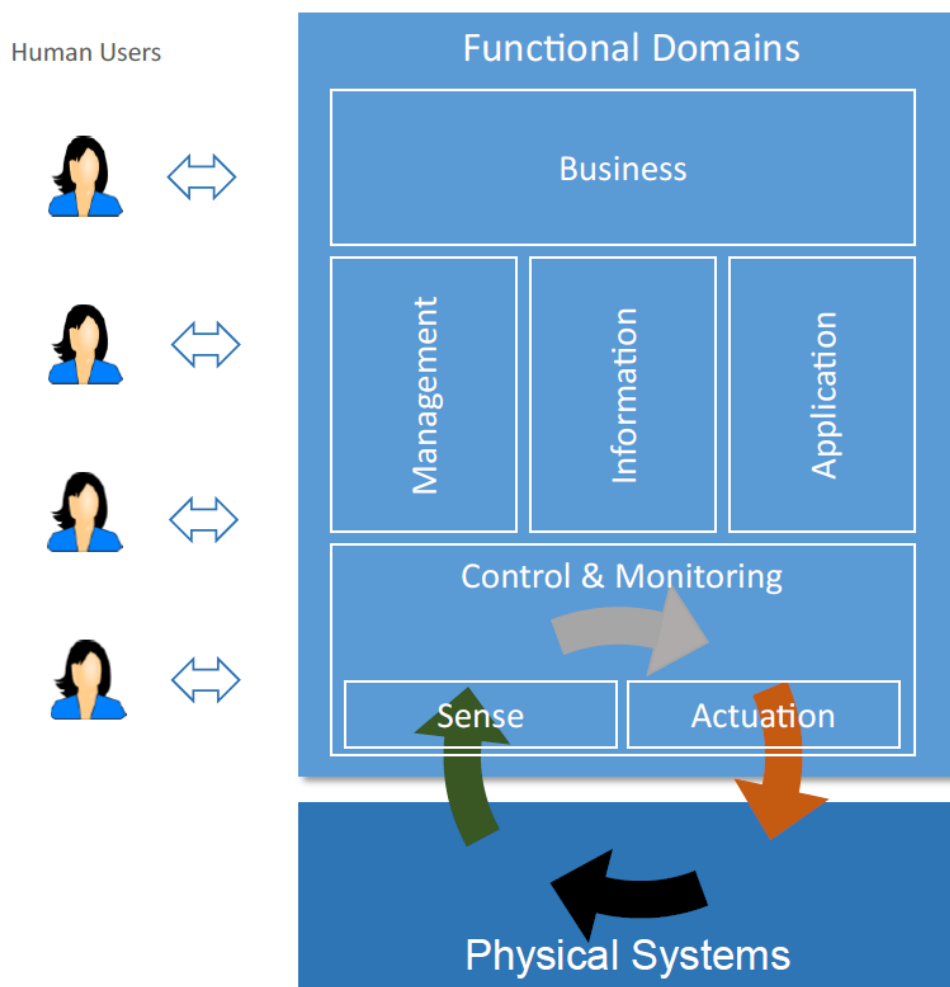 Human Users
Functional Domains
Business
Management
Information
Application
Control & Monitoring
Sense
Actuation
Physical Systems